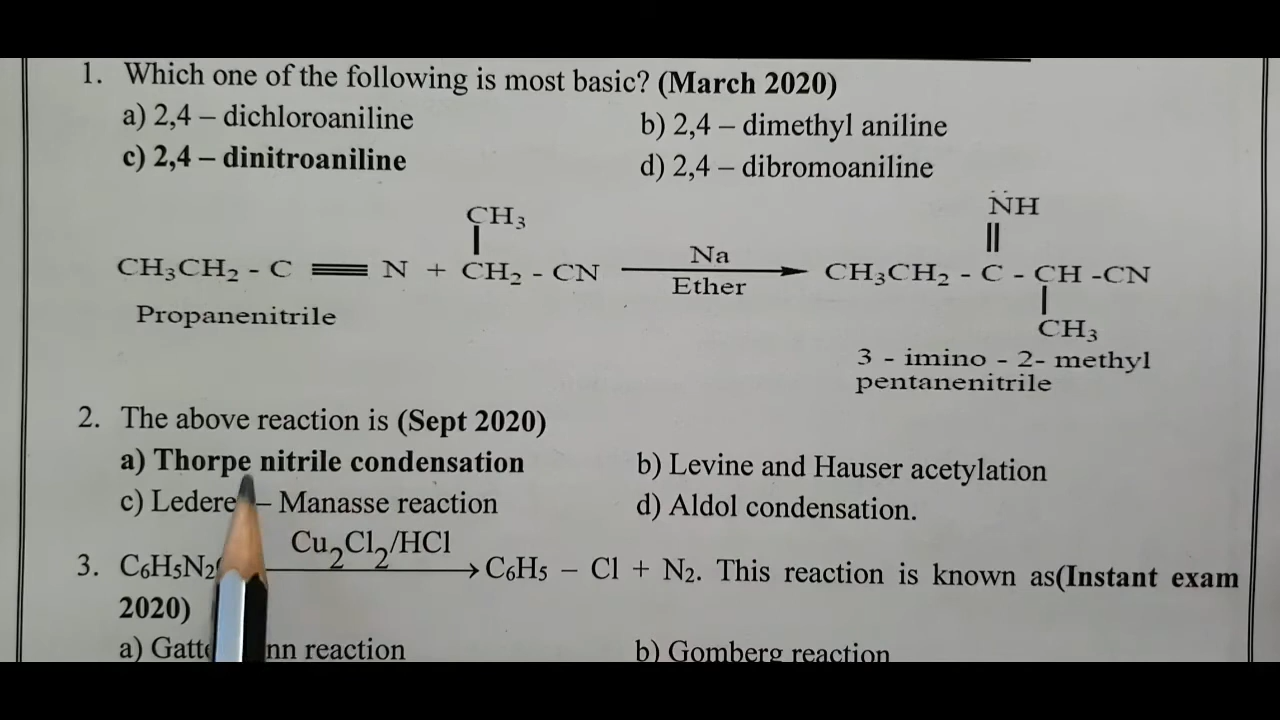 1. Which one of the following is most basic? (March 2020)
a) 2,4 – dichloroaniline b) 2,4 – dimethyl aniline
c) 2,4 – dinitroaniline d) 2,4 – dibromoaniline
CH₃ NH
CH₃CH₂ - C ≡ N + CH₂ - CN Na CH₃CH₂ - C - CH -CN
Ether
Propanenitrile CH₃
3 - imino - 2- methyl
pentanenitrile
2. The above reaction is (Sept 2020)
a) Thorpe nitrile condensation b) Levine and Hauser acetylation
c) – Manasse reaction d) Aldol condensation.
Cu₂Cl₂/HCl
3. C₆H₅N₂ → C₆H₅ – Cl + N₂. This reaction is known as(Instant exam
2020)
a) reaction b) Gomberg reaction